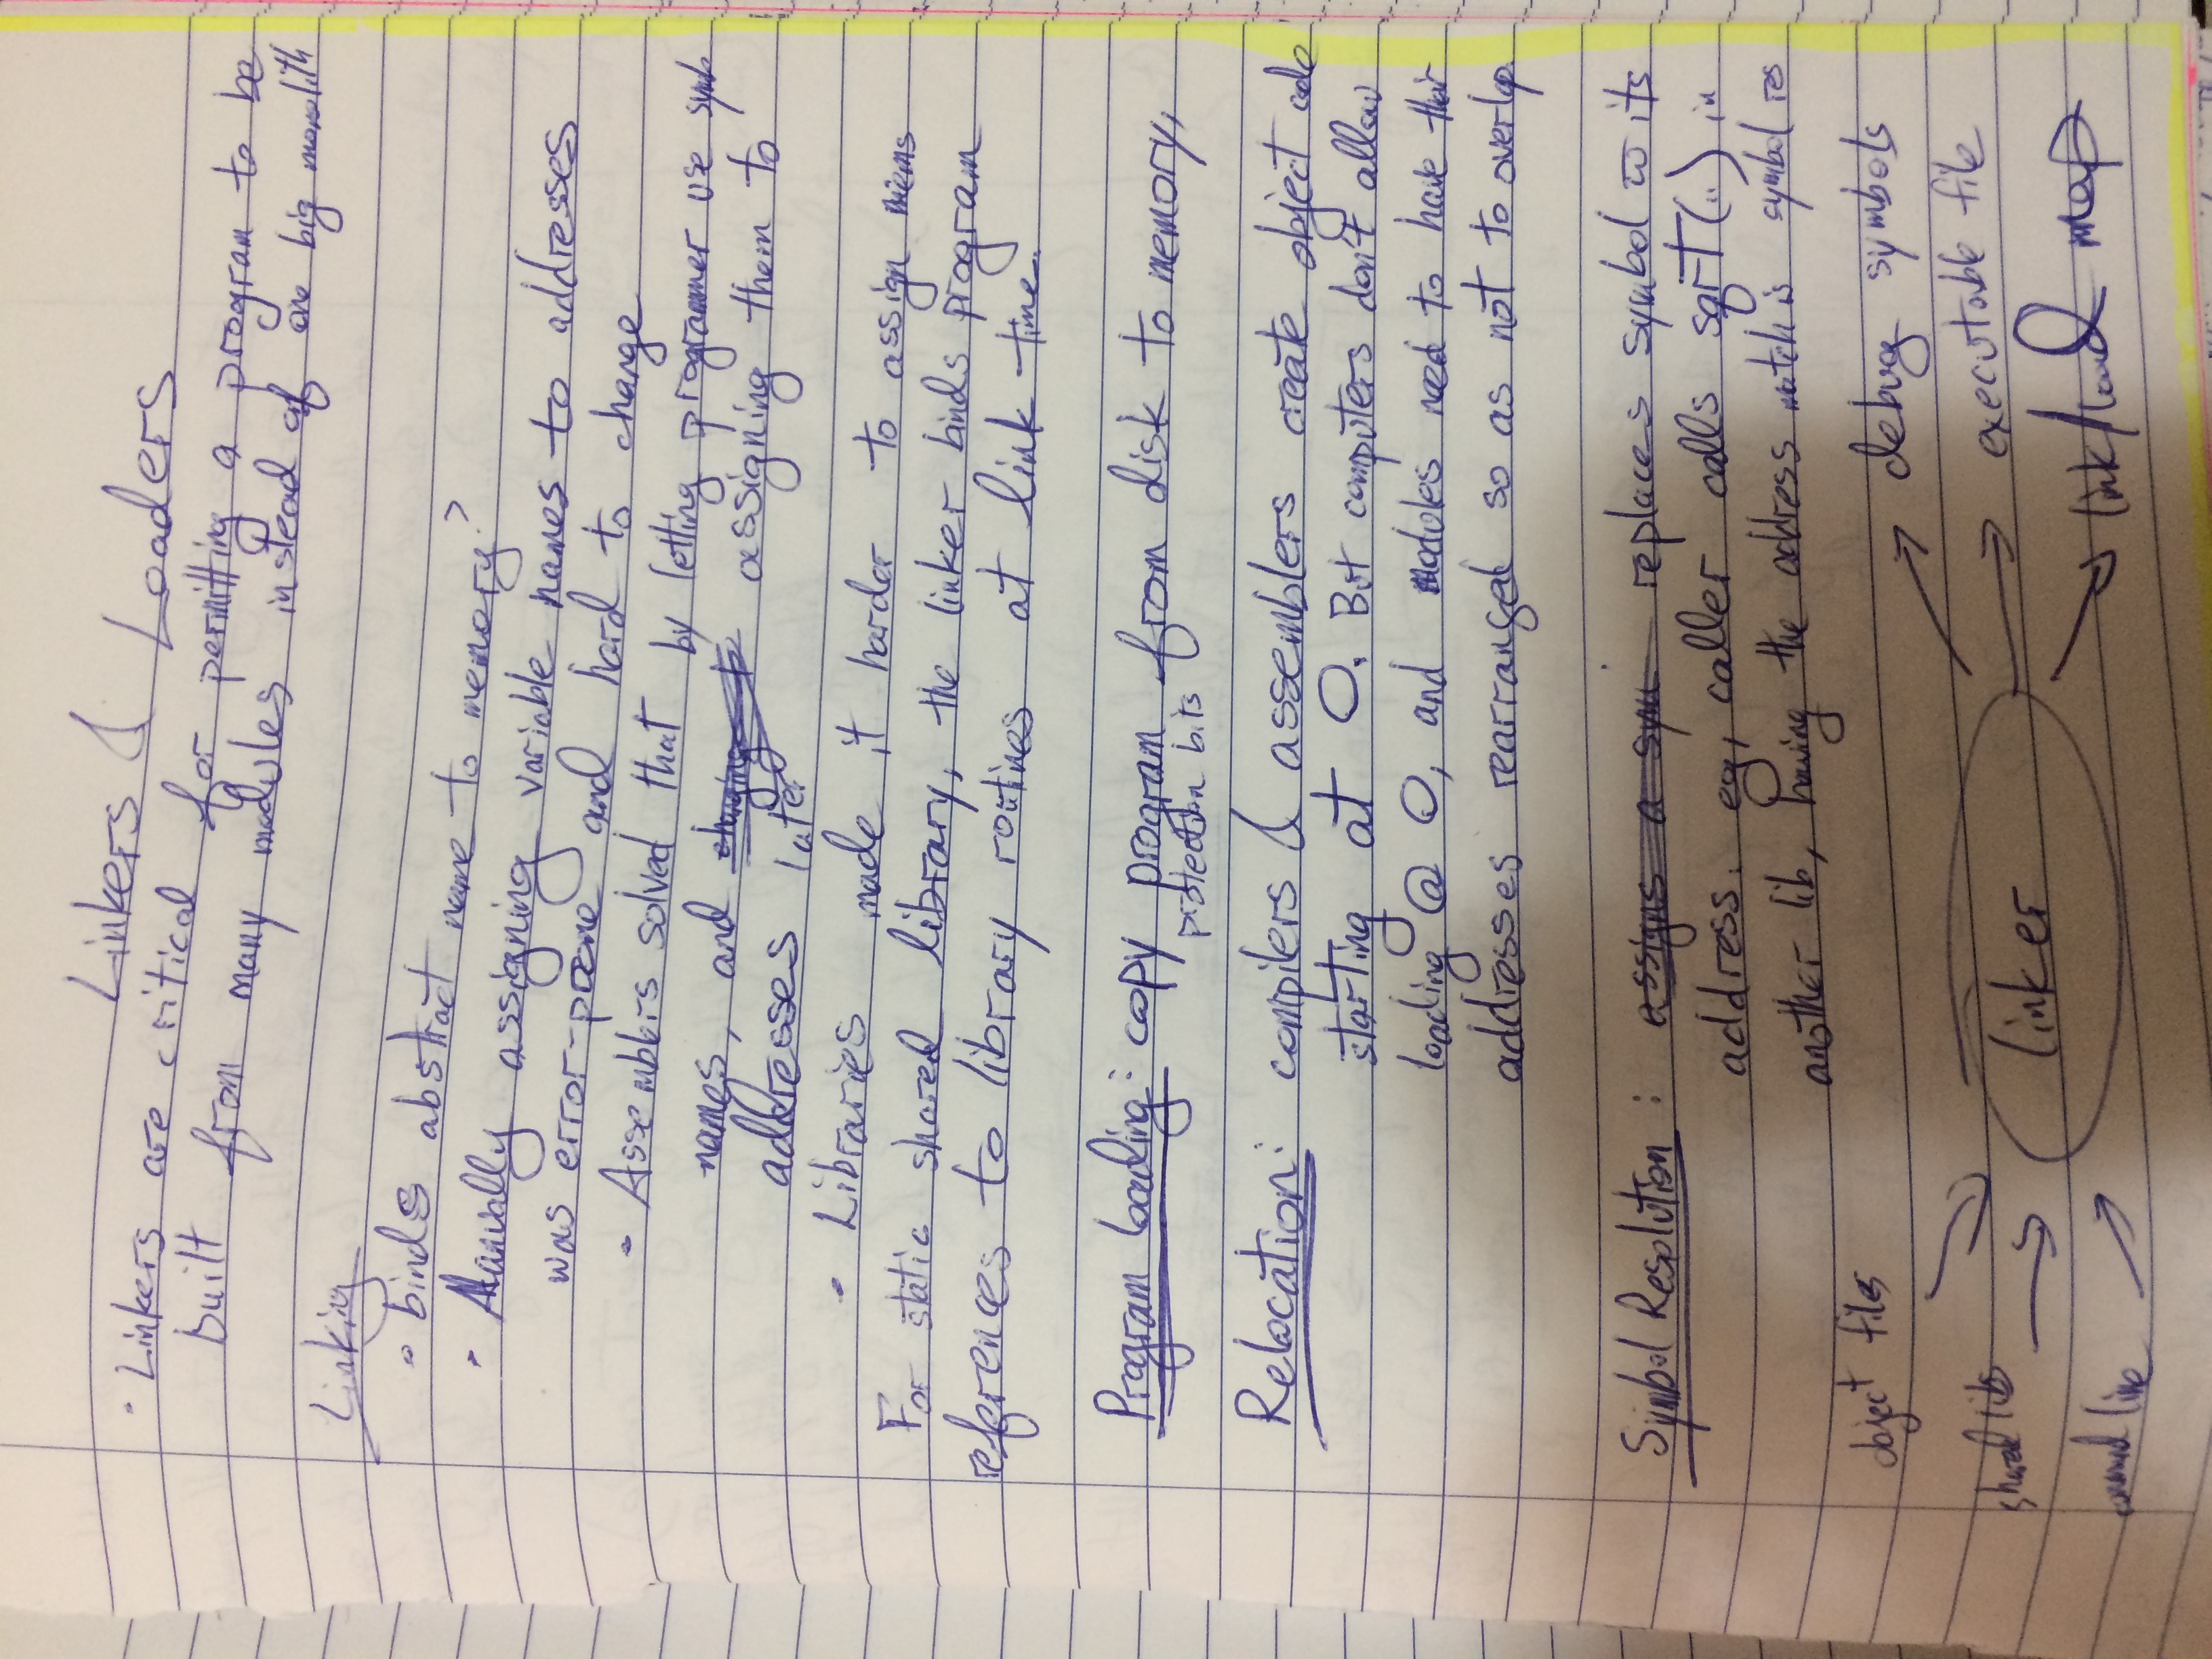 Linkers & Loaders
· Linkers are critical for permitting a program to be
built from many modules instead of one big monolith
Linking
· binds abstract name to memory?
· Manually assigning variable names to addresses
was error-prone and hard to change
· Assemblers solved that by letting programmer use symb
names, and assigning them to
addresses later
· Libraries made it harder to assign mems
For static shared library, the linker binds program
references to library routines at link time.
Program loading: copy program from disk to memory,
protection bits
Relocation: compilers & assemblers create object code
starting at 0. But computers don't allow
loading @ 0, and modules need to have their
addresses rearranged so as not to overlap.
Symbol Resolution: replaces symbol w its
address. eg, caller calls sqrt(..) in
another lib, having the address match is symbol res
object files
debug symbols
shared libs
linker
executable file
command line
link/load map